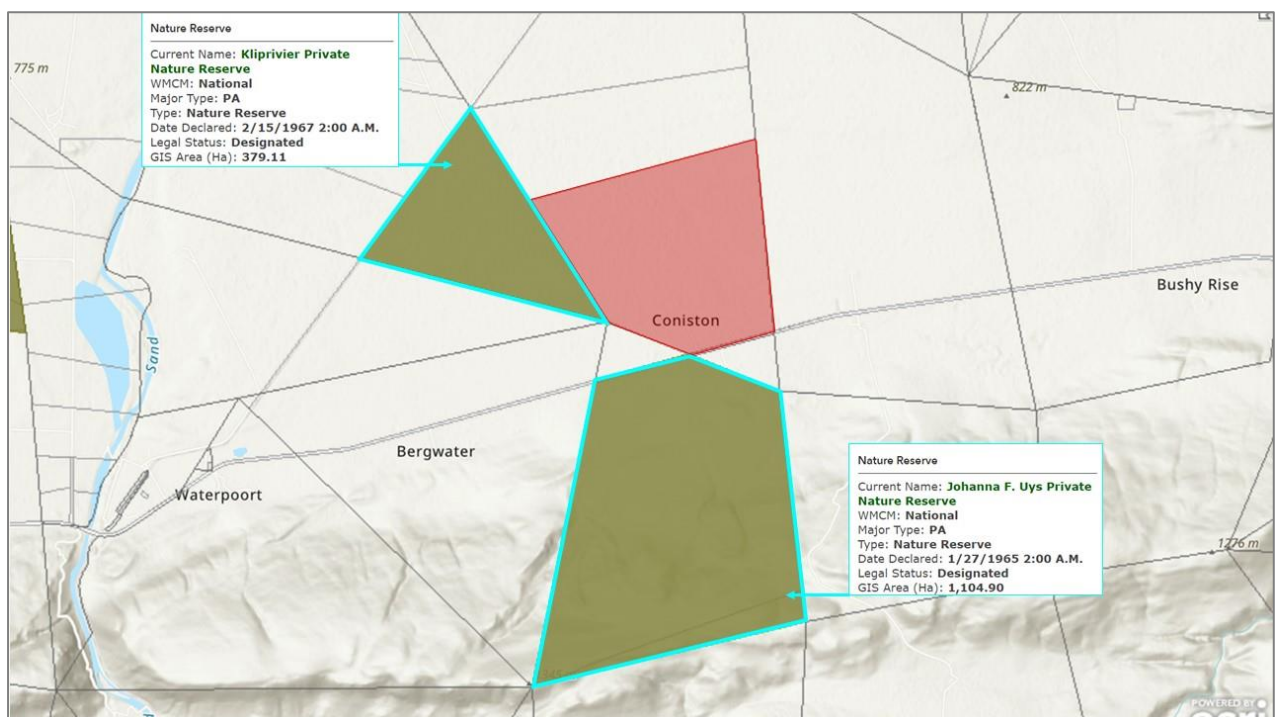 Nature Reserve
Current Name: Kliprivier Private
Nature Reserve
WMCM: National
Major Type: PA
Type: Nature Reserve
Date Declared: 2/15/1967 2:00 A.M.
Legal Status: Designated
GIS Area (Ha): 379.11
775 m
822 m
Bushy Rise
Coniston
Sand
Bergwater
Waterpoort
Nature Reserve
Current Name: Johanna F. Uys Private
Nature Reserve
WMCM: National
Major Type: PA
Type: Nature Reserve
Date Declared: 1/27/1965 2:00 A.M.
Legal Status: Designated
GIS Area (Ha): 1,104.90
1276 m
POWERED BY